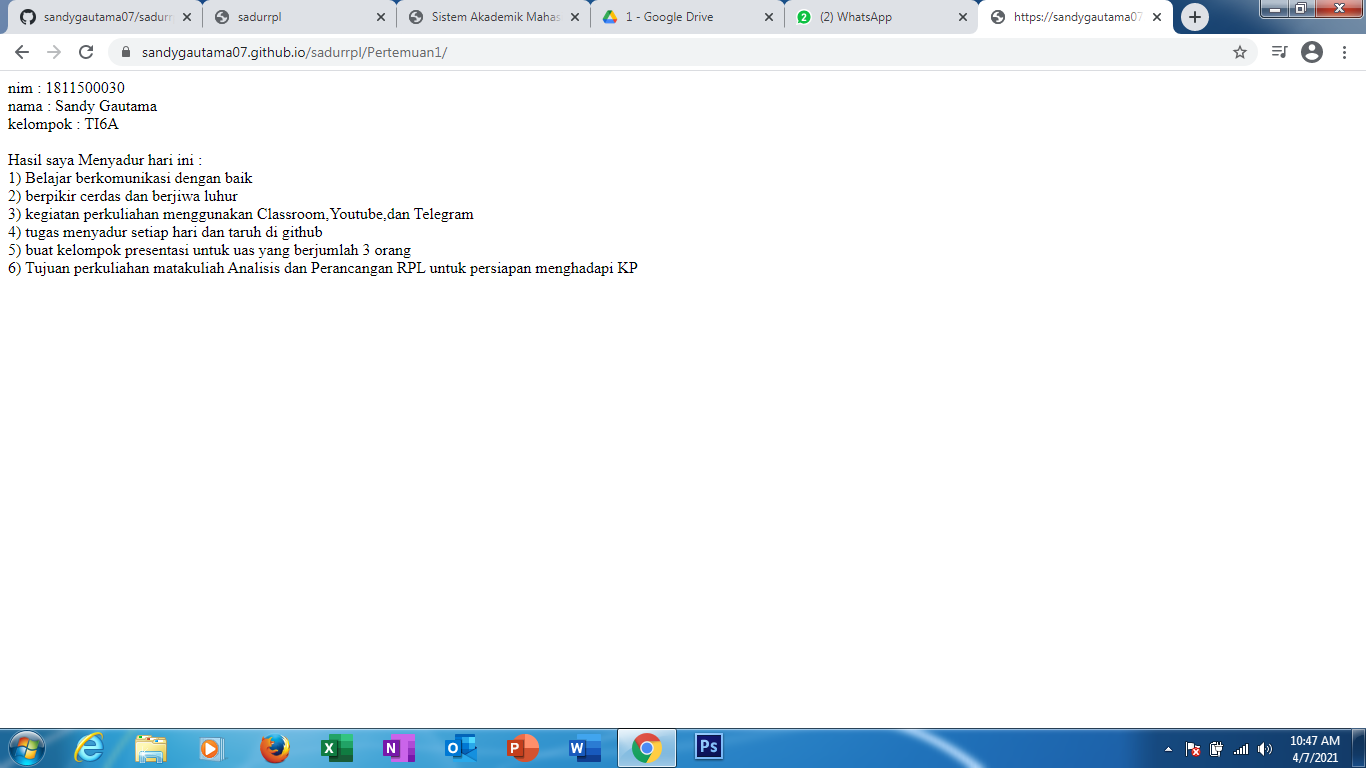 sandygautama07/sadurr
sadurrpl
Sistem Akademik Mahas
1 - Google Drive
(2) WhatsApp
https://sandygautama07
sandygautama07.github.io/sadurrpl/Pertemuan1/
nim : 1811500030
nama : Sandy Gautama
kelompok : TI6A
Hasil saya Menyadur hari ini :
1) Belajar berkomunikasi dengan baik
2) berpikir cerdas dan berjiwa luhur
3) kegiatan perkuliahan menggunakan Classroom,Youtube,dan Telegram
4) tugas menyadur setiap hari dan taruh di github
5) buat kelompok presentasi untuk uas yang berjumlah 3 orang
6) Tujuan perkuliahan matakuliah Analisis dan Perancangan RPL untuk persiapan menghadapi KP
10:47 AM
4/7/2021